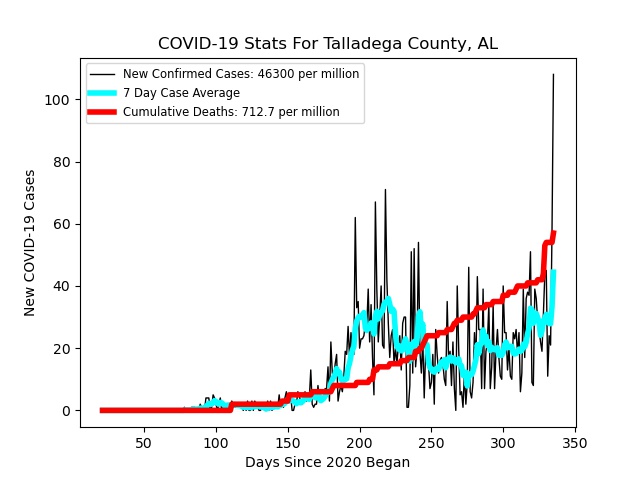 COVID-19 Stats For Talladega County, AL
New Confirmed Cases: 46300 per million
7 Day Case Average
Cumulative Deaths: 712.7 per million
100
80
60
40
20
0
New COVID-19 Cases
50 100 150 200 250 300 350
Days Since 2020 Began